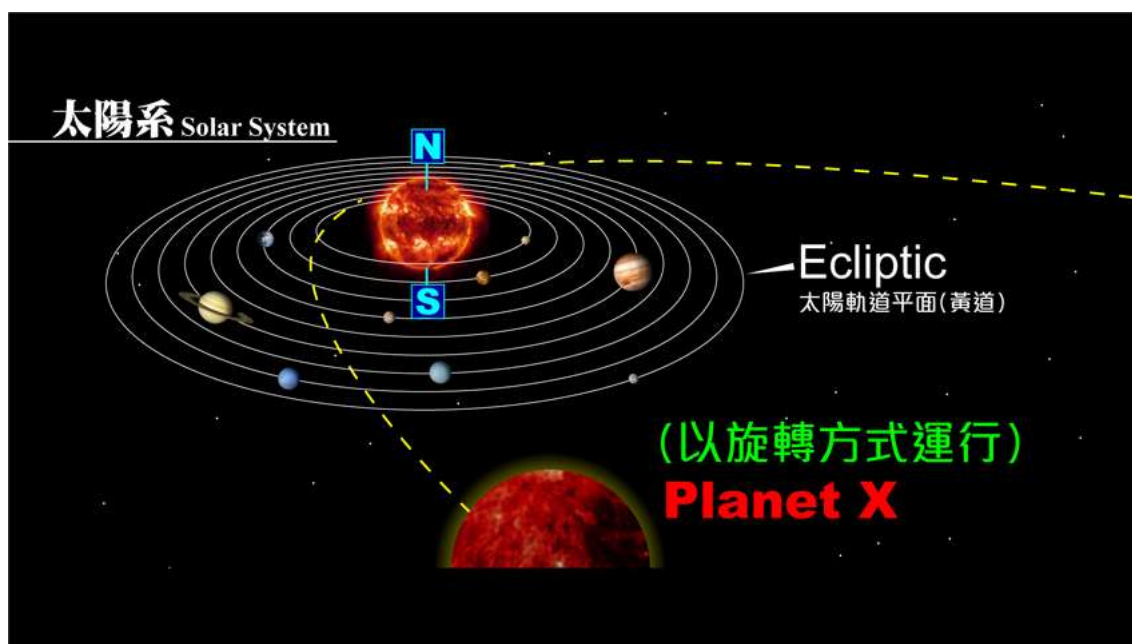 太陽系 Solar System
N
S
Ecliptic
太陽軌道平面(黃道)
(以旋轉方式運行)
Planet X